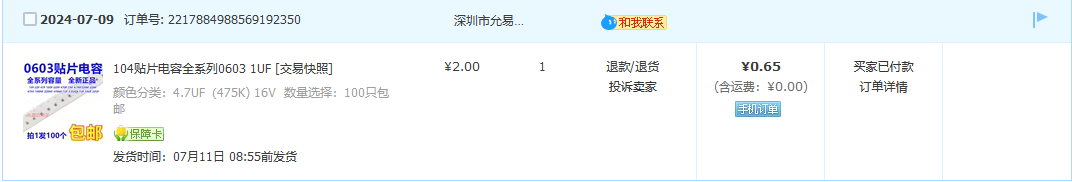 2024-07-09 订单号: 2217884988569192350 深圳市允易... 和我联系
0603贴片电容
全系列容量 全新正品
拍1发100个 包邮
104贴片电容全系列0603 1UF [交易快照]
颜色分类：4.7UF (475K) 16V 数量选择：100只包
邮
保障卡
发货时间：07月11日 08:55前发货
¥2.00
1
退款/退货
投诉卖家
¥0.65
(含运费：¥0.00)
手机订单
买家已付款
订单详情